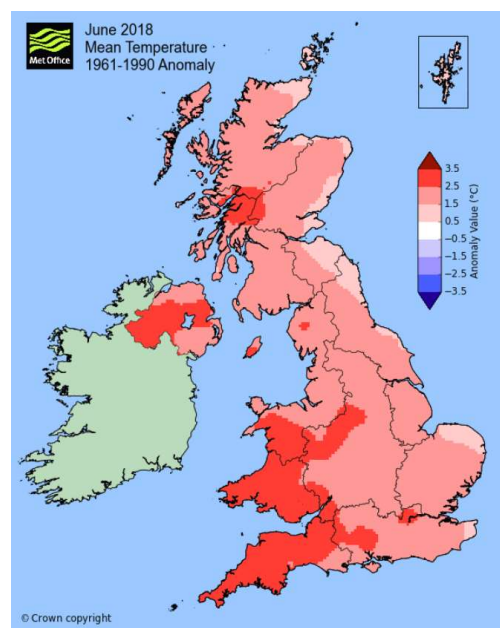 Met Office
June 2018
Mean Temperature
1961-1990 Anomaly
3.5
2.5
1.5
0.5
−0.5
−1.5
−2.5
−3.5
Anomaly Value (°C)
© Crown copyright